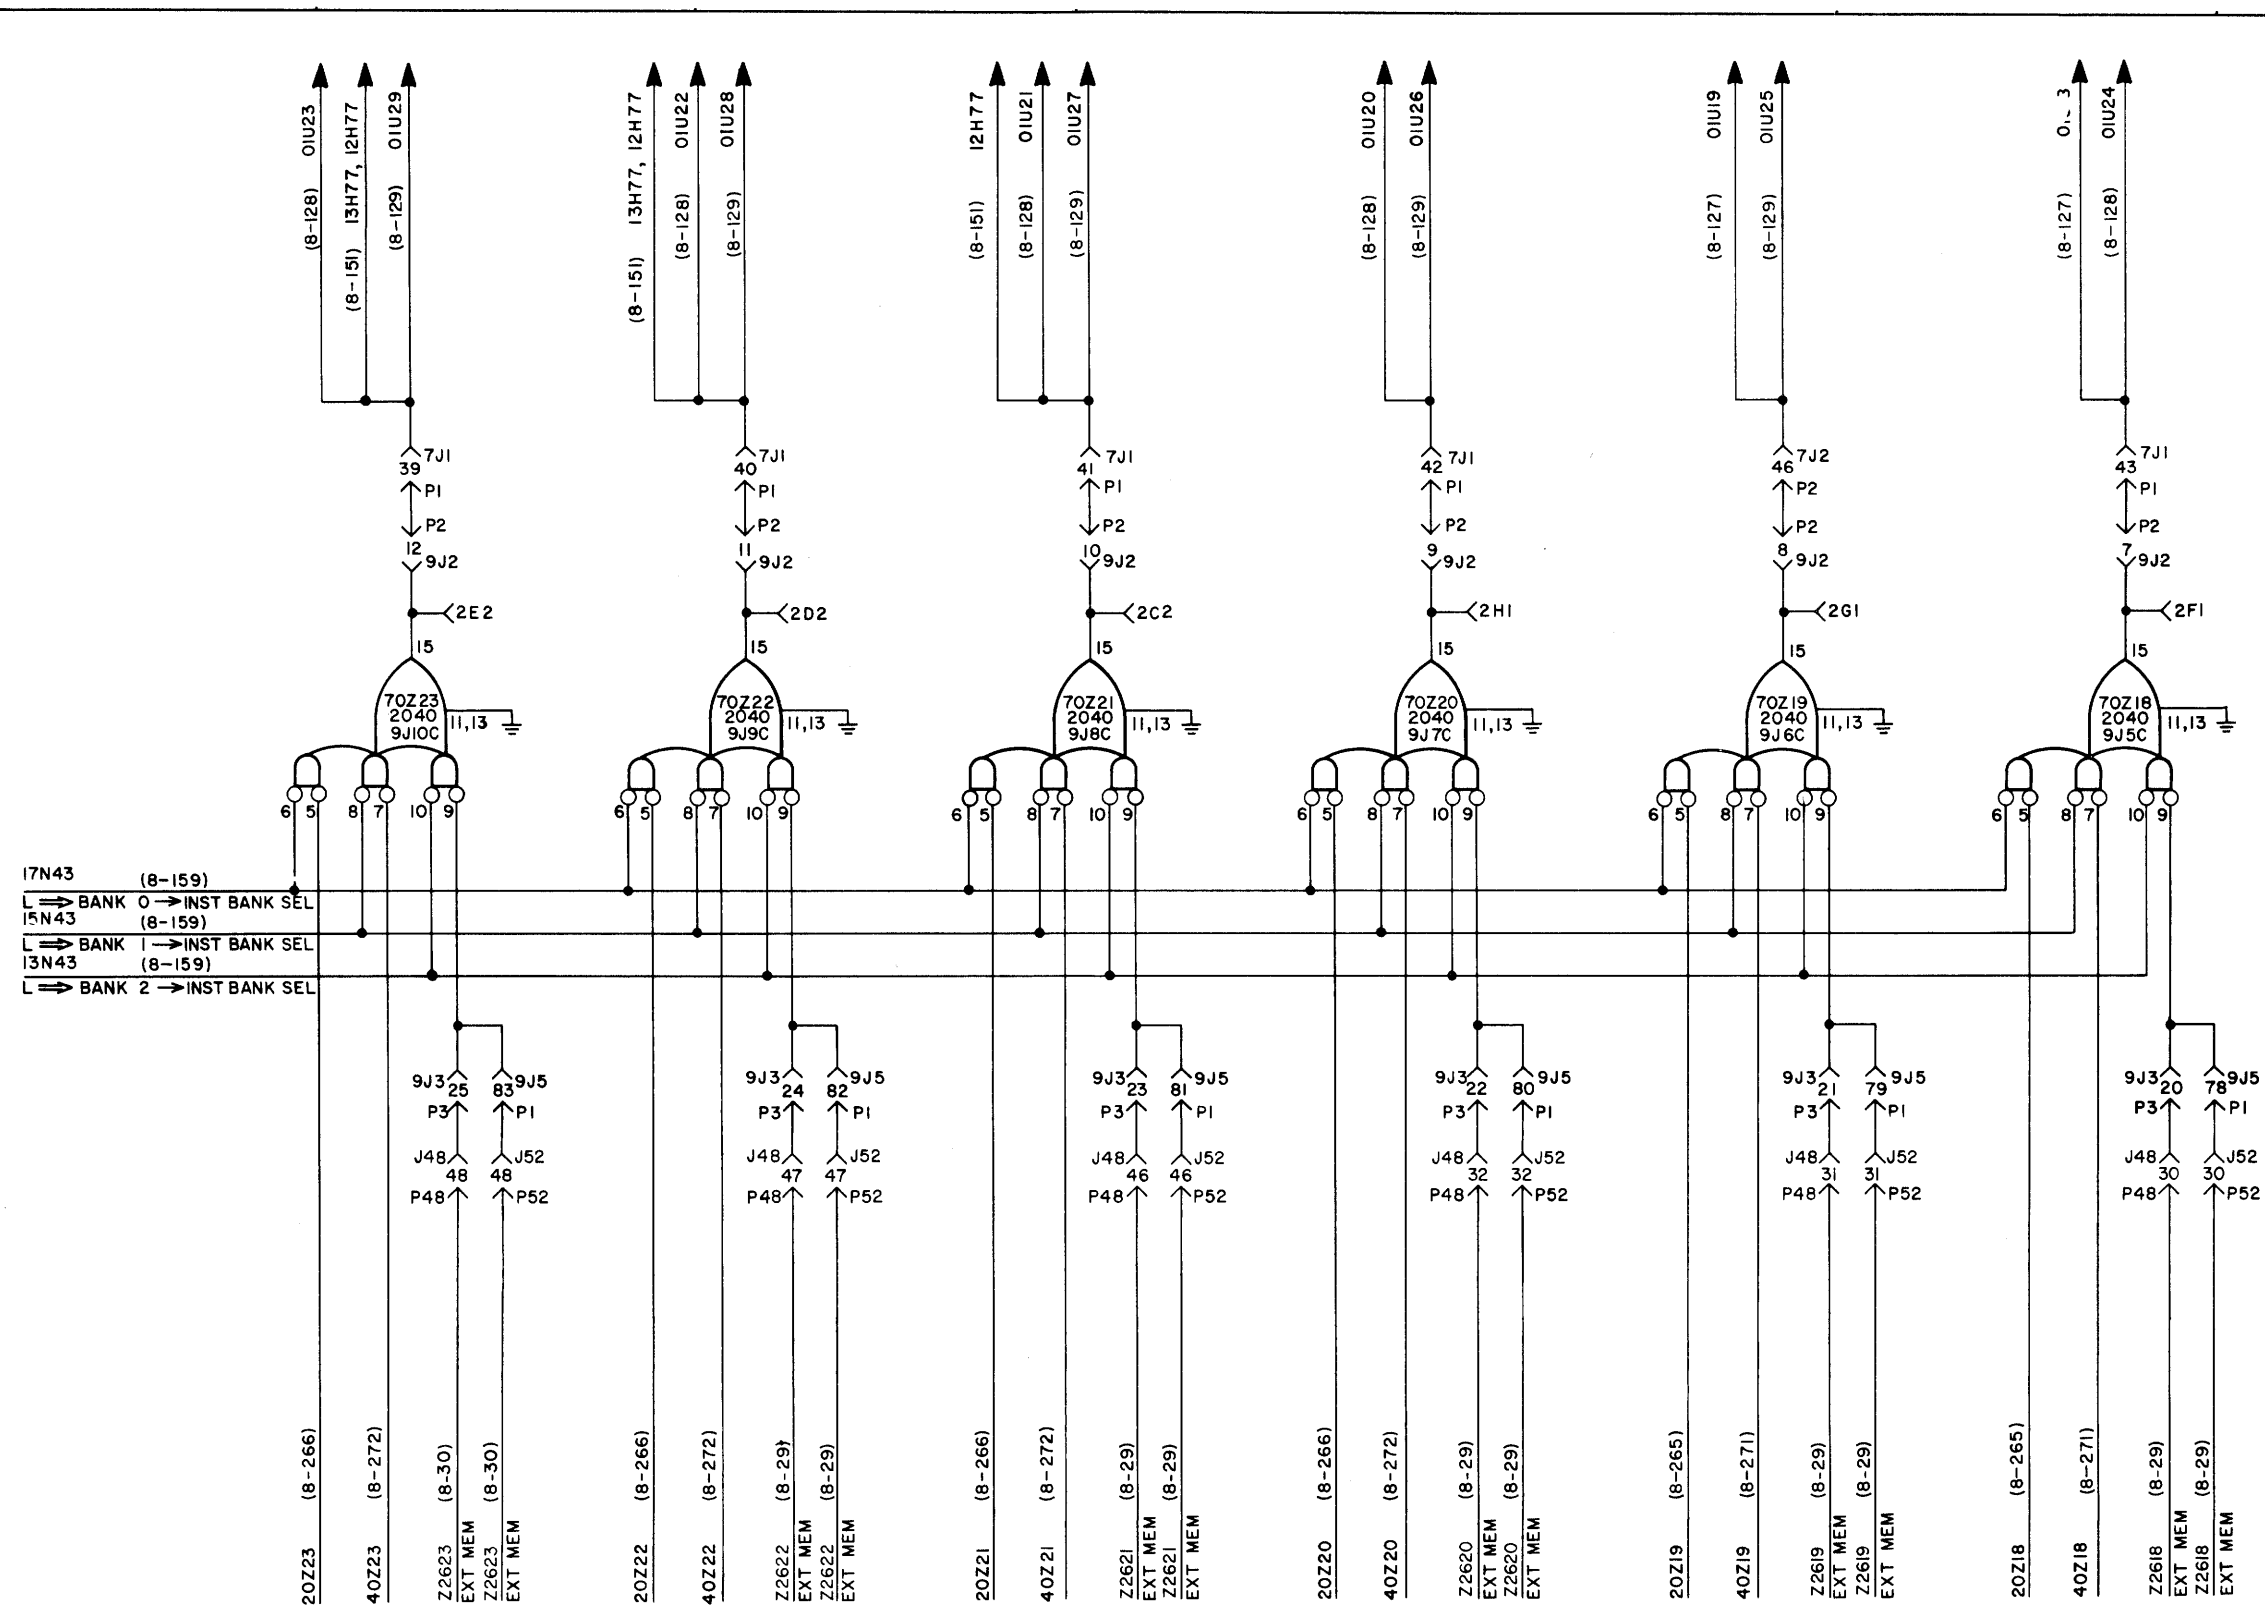 (8-128) 01U23
(8-151) 13H77, 12H77
(8-129) 01U29
(8-151) 13H77, 12H77
(8-128) 01U22
(8-129) 01U28
(8-151) 12H77
(8-128) 01U21
(8-129) 01U27
(8-128) 01U20
(8-129) 01U26
(8-127) 01U19
(8-129) 01U25
(8-127)
(8-128) 01U24
7J1 7J1 7J1 7J1 7J2 7J1
39 40 41 42 46 43
P1 P1 P1 P1 P2 P1
P2 P2 P2 P2 P2 P2
12 11 10 9 8 7
9J2 9J2 9J2 9J2 9J2 9J2
2E2 2D2 2C2 2H1 2G1 2F1
15 15 15 15 15 15
70Z23 70Z22 70Z21 70Z20 70Z19 70Z18
2040 2040 2040 2040 2040 2040
11,13 11,13 11,13 11,13 11,13 11,13
9J10C 9J9C 9J8C 9J7C 9J6C 9J5C
6 5 8 7 10 9 6 5 8 7 10 9 6 5 8 7 10 9 6 5 8 7 10 9 6 5 8 7 10 9 6 5 8 7 10 9
17N43 (8-159)
L ⇒ BANK 0 → INST BANK SEL
15N43 (8-159)
L ⇒ BANK 1 → INST BANK SEL
13N43 (8-159)
L ⇒ BANK 2 → INST BANK SEL
9J3 9J5 9J3 9J5 9J3 9J5 9J3 9J5 9J3 9J5 9J3 9J5
25 83 24 82 23 81 22 80 21 79 20 78
P3 P1 P3 P1 P3 P1 P3 P1 P3 P1 P3 P1
J48 J52 J48 J52 J48 J52 J48 J52 J48 J52 J48 J52
48 48 47 47 46 46 32 32 31 31 30 30
P48 P52 P48 P52 P48 P52 P48 P52 P48 P52 P48 P52
20Z23 (8-266)
40Z23 (8-272)
Z2623 (8-30)
EXT MEM
Z2623 (8-30)
EXT MEM
20Z22 (8-266)
40Z22 (8-272)
Z2622 (8-29)
EXT MEM
Z2622 (8-29)
EXT MEM
20Z21 (8-266)
40Z21 (8-272)
Z2621 (8-29)
EXT MEM
Z2621 (8-29)
EXT MEM
20Z20 (8-266)
40Z20 (8-272)
Z2620 (8-29)
EXT MEM
Z2620 (8-29)
EXT MEM
20Z19 (8-265)
40Z19 (8-271)
Z2619 (8-29)
EXT MEM
Z2619 (8-29)
EXT MEM
20Z18 (8-265)
40Z18 (8-271)
Z2618 (8-29)
EXT MEM
Z2618 (8-29)
EXT MEM